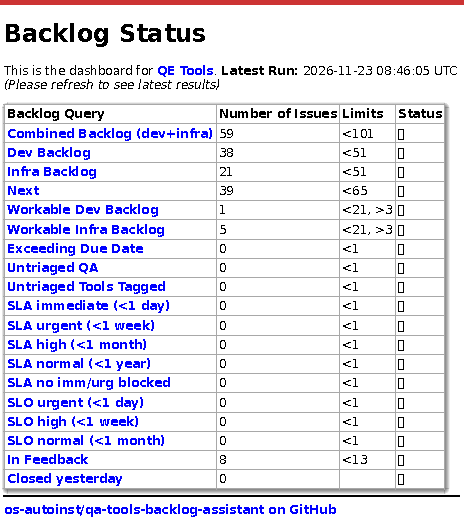 Backlog Status
This is the dashboard for QE Tools. Latest Run: 2026-11-23 08:46:05 UTC
(Please refresh to see latest results)
Backlog Query Number of Issues Limits Status
Combined Backlog (dev+infra) 59 <101
Dev Backlog 38 <51
Infra Backlog 21 <51
Next 39 <65
Workable Dev Backlog 1 <21, >3
Workable Infra Backlog 5 <21, >3
Exceeding Due Date 0 <1
Untriaged QA 0 <1
Untriaged Tools Tagged 0 <1
SLA immediate (<1 day) 0 <1
SLA urgent (<1 week) 0 <1
SLA high (<1 month) 0 <1
SLA normal (<1 year) 0 <1
SLA no imm/urg blocked 0 <1
SLO urgent (<1 day) 0 <1
SLO high (<1 week) 0 <1
SLO normal (<1 month) 0 <1
In Feedback 8 <13
Closed yesterday 0
os-autoinst/qa-tools-backlog-assistant on GitHub